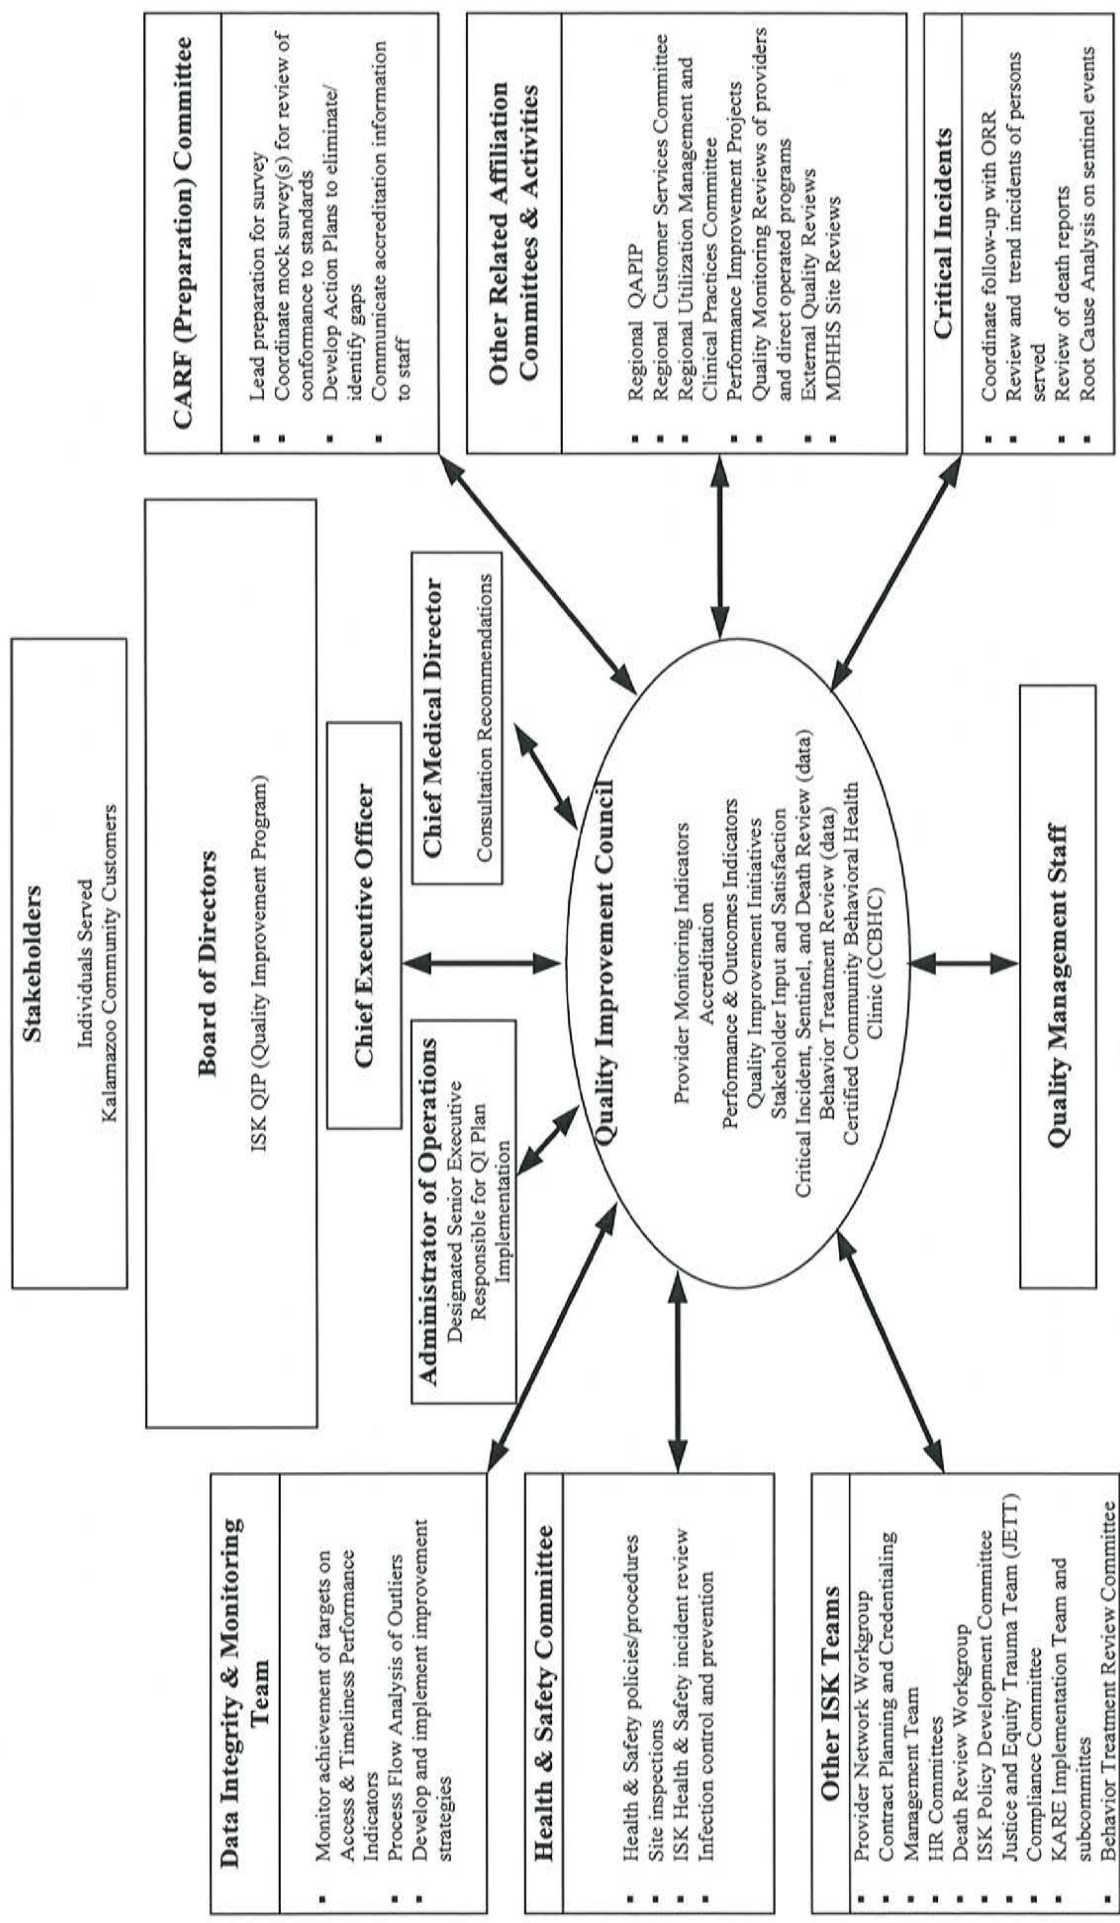 Stakeholders
Individuals Served
Kalamazoo Community Customers
Board of Directors
ISK QIP (Quality Improvement Program)
Chief Executive Officer
Administrator of Operations
Designated Senior Executive
Responsible for QI Plan
Implementation
Chief Medical Director
Consultation Recommendations
Quality Improvement Council
Provider Monitoring Indicators
Accreditation
Performance & Outcomes Indicators
Quality Improvement Initiatives
Stakeholder Input and Satisfaction
Critical Incident, Sentinel, and Death Review (data)
Behavior Treatment Review (data)
Certified Community Behavioral Health
Clinic (CCBHC)
Quality Management Staff
Data Integrity & Monitoring
Team
▪ Monitor achievement of targets on
Access & Timeliness Performance
Indicators
▪ Process Flow Analysis of Outliers
▪ Develop and implement improvement
strategies
Health & Safety Committee
▪ Health & Safety policies/procedures
▪ Site inspections
▪ ISK Health & Safety incident review
▪ Infection control and prevention
Other ISK Teams
▪ Provider Network Workgroup
▪ Contract Planning and Credentialing
Management Team
▪ HR Committees
▪ Death Review Workgroup
▪ ISK Policy Development Committee
▪ Justice and Equity Trauma Team (JETT)
▪ Compliance Committee
▪ KARE Implementation Team and
subcommittes
▪ Behavior Treatment Review Committee
CARF (Preparation) Committee
▪ Lead preparation for survey
▪ Coordinate mock survey(s) for review of
conformance to standards
▪ Develop Action Plans to eliminate/
identify gaps
▪ Communicate accreditation information
to staff
Other Related Affiliation
Committees & Activities
▪ Regional QAPIP
▪ Regional Customer Services Committee
▪ Regional Utilization Management and
Clinical Practices Committee
▪ Performance Improvement Projects
▪ Quality Monitoring Reviews of providers
and direct operated programs
▪ External Quality Reviews
▪ MDHHS Site Reviews
Critical Incidents
▪ Coordinate follow-up with ORR
▪ Review and trend incidents of persons
served
▪ Review of death reports
▪ Root Cause Analysis on sentinel events